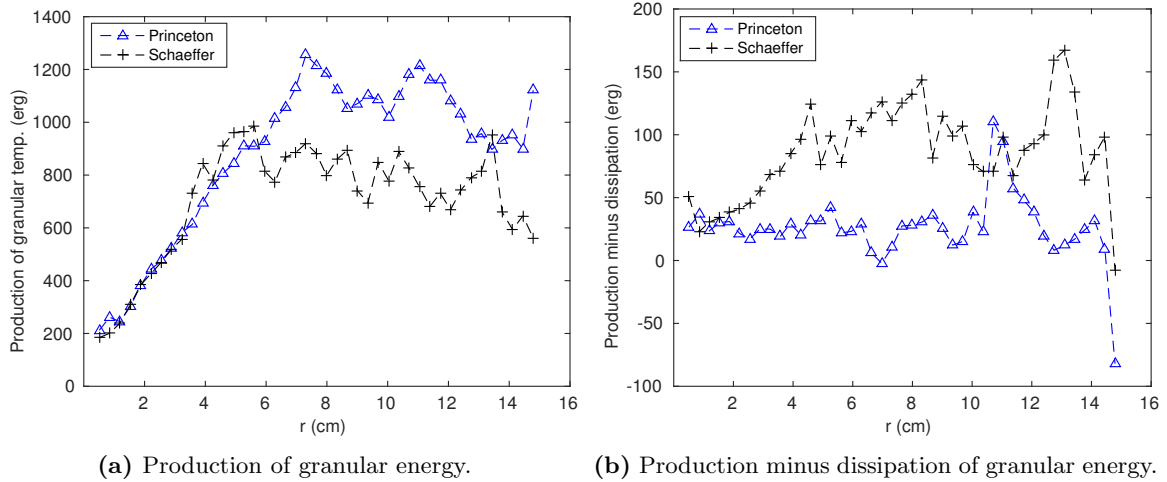 1400
1200
1000
800
600
400
200
0
Production of granular temp. (erg)
Princeton
Schaeffer
2 4 6 8 10 12 14 16
r (cm)
(a) Production of granular energy.
200
150
100
50
0
-50
-100
Production minus dissipation (erg)
Princeton
Schaeffer
2 4 6 8 10 12 14 16
r (cm)
(b) Production minus dissipation of granular energy.